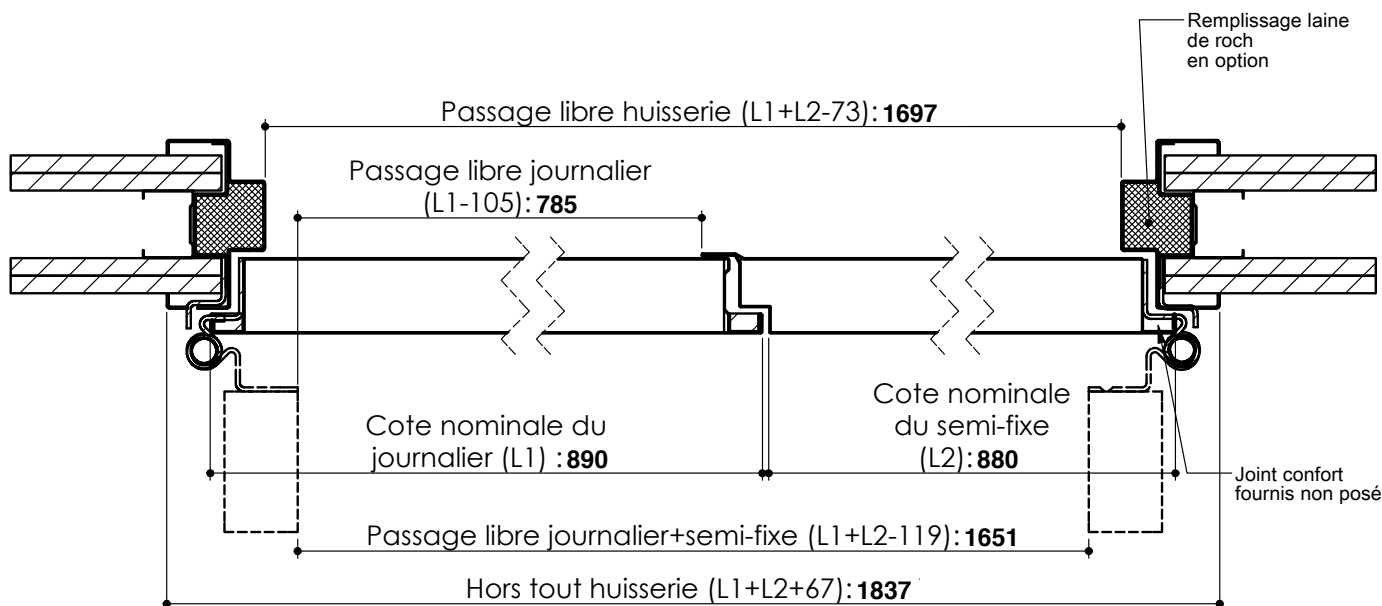 Remplissage laine
de roch
en option
Passage libre huisserie (L1+L2-73): 1697
Passage libre journalier
(L1-105): 785
Cote nominale du
journalier (L1) : 890
Cote nominale
du semi-fixe
(L2): 880
Joint confort
fournis non posé
Passage libre journalier+semi-fixe (L1+L2-119): 1651
Hors tout huisserie (L1+L2+67): 1837